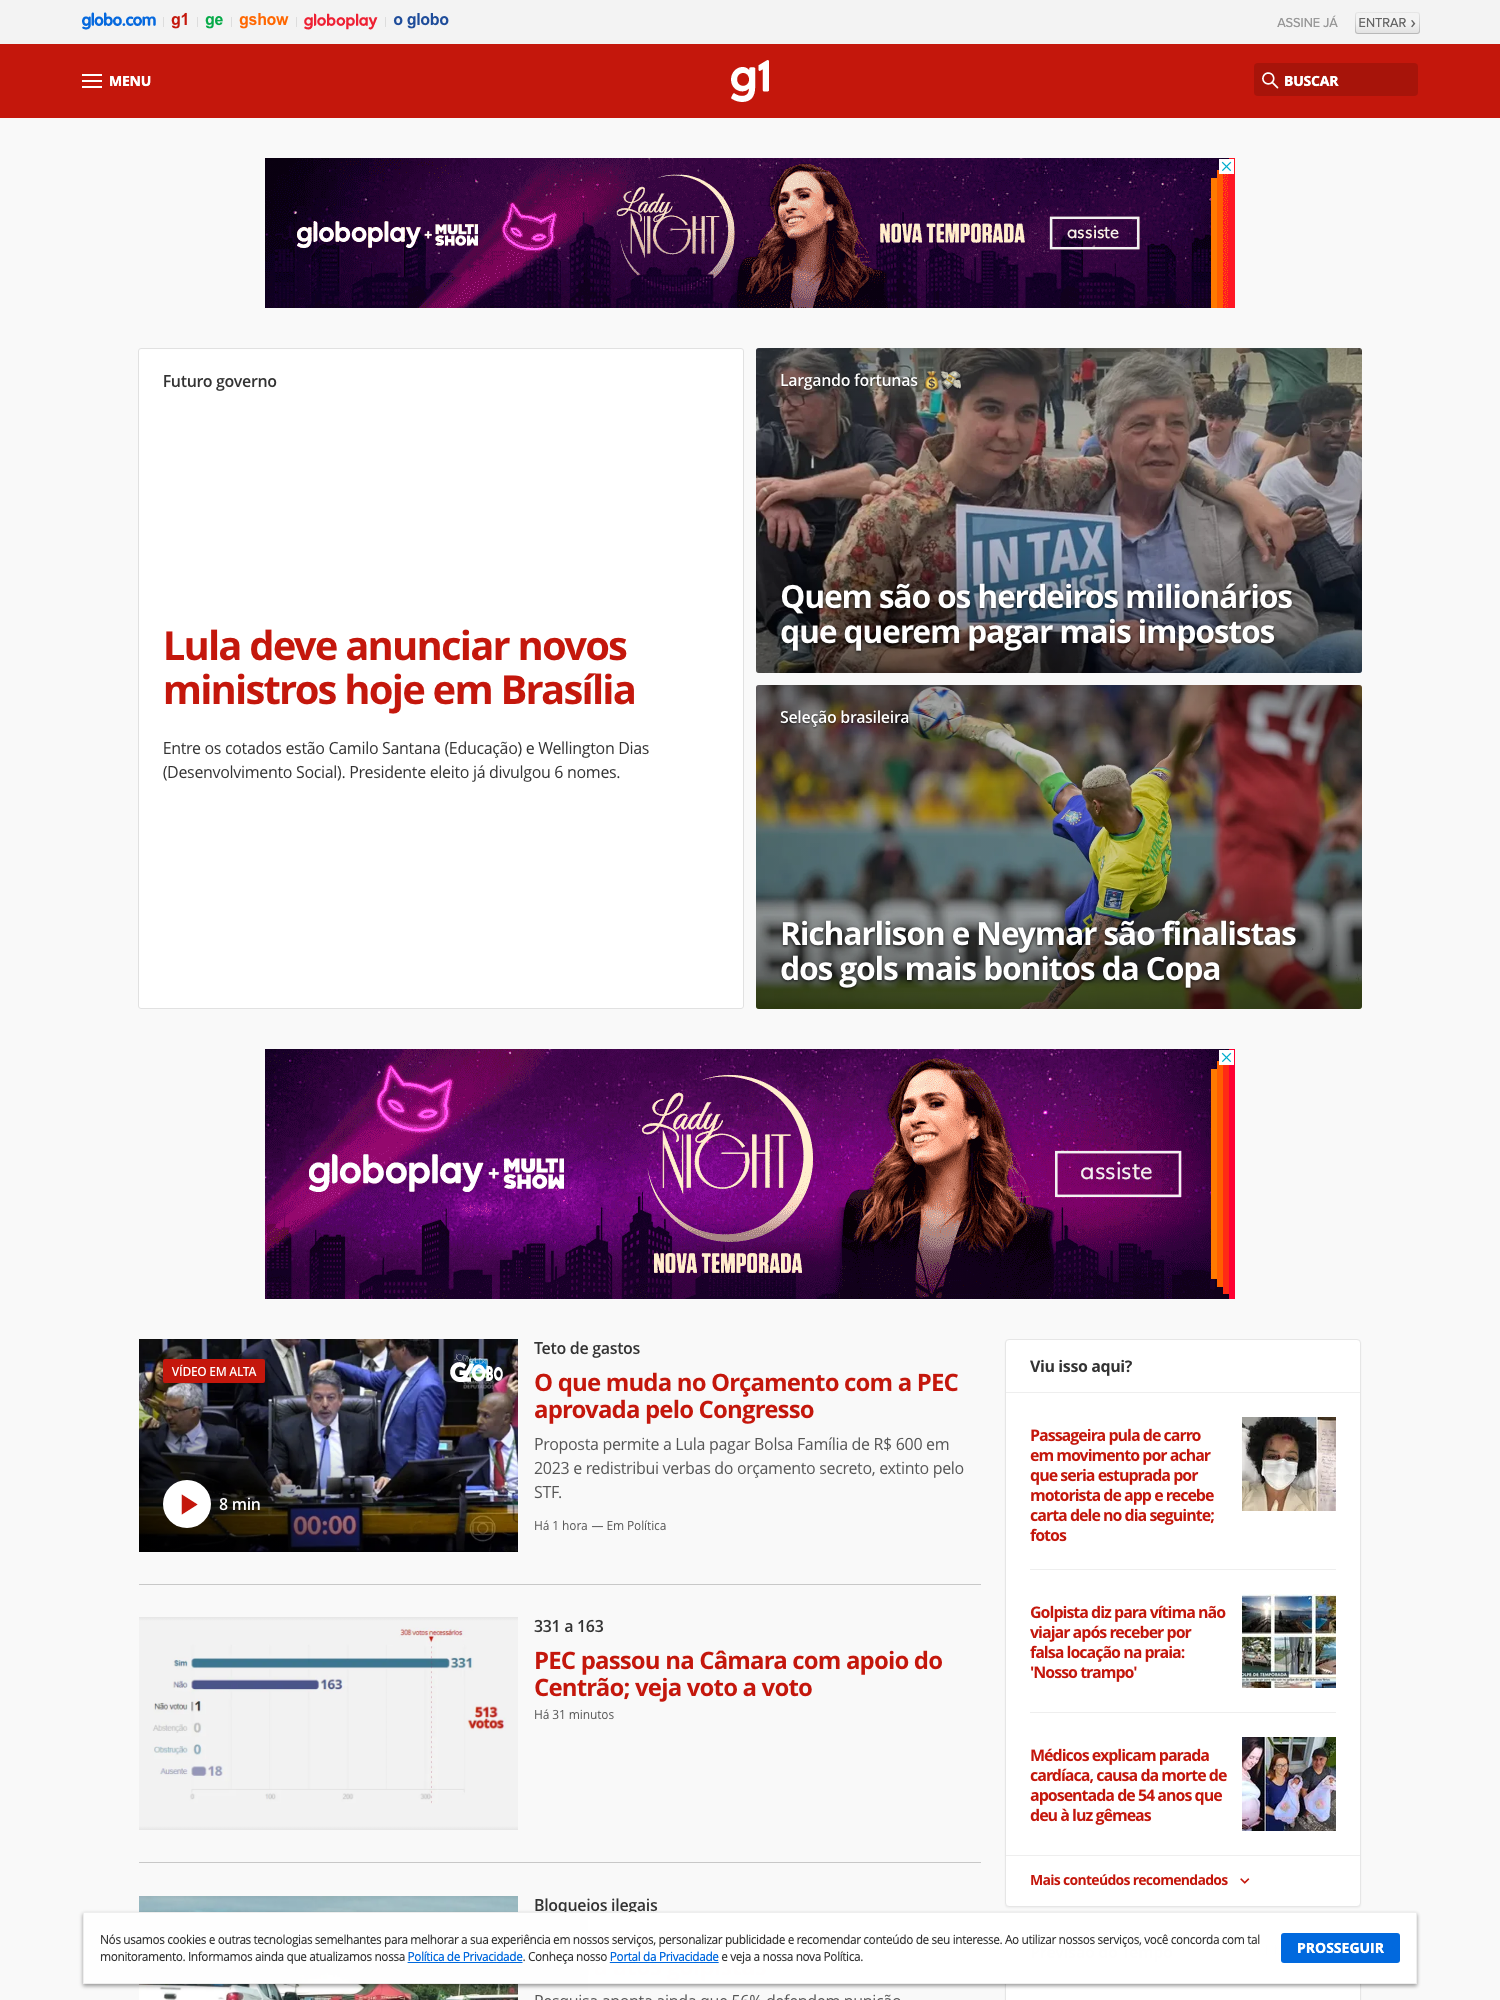 globo.com g1 ge gshow globoplay o globo
ASSINE JÁ ENTRAR ›
MENU
g1
BUSCAR
globoplay + MULTI SHOW
Lady NIGHT
NOVA TEMPORADA
assiste
Futuro governo
Lula deve anunciar novos
ministros hoje em Brasília
Entre os cotados estão Camilo Santana (Educação) e Wellington Dias
(Desenvolvimento Social). Presidente eleito já divulgou 6 nomes.
Largando fortunas 💰💸
IN TAX
WE TRUST
Quem são os herdeiros milionários
que querem pagar mais impostos
Seleção brasileira
Richarlison e Neymar são finalistas
dos gols mais bonitos da Copa
globoplay + MULTI SHOW
Lady NIGHT
NOVA TEMPORADA
assiste
VÍDEO EM ALTA
8 min
00:00
Teto de gastos
O que muda no Orçamento com a PEC
aprovada pelo Congresso
Proposta permite a Lula pagar Bolsa Família de R$ 600 em
2023 e redistribui verbas do orçamento secreto, extinto pelo
STF.
Há 1 hora — Em Política
308 votos necessários
Sim 331
Não 163
Não votou 1
Abstenção 0
Obstrução 0
Ausente 18
513
votos
0 100 200 300
331 a 163
PEC passou na Câmara com apoio do
Centrão; veja voto a voto
Há 31 minutos
Bloqueios ilegais
Viu isso aqui?
Passageira pula de carro
em movimento por achar
que seria estuprada por
motorista de app e recebe
carta dele no dia seguinte;
fotos
Golpista diz para vítima não
viajar após receber por
falsa locação na praia:
'Nosso trampo'
Médicos explicam parada
cardíaca, causa da morte de
aposentada de 54 anos que
deu à luz gêmeas
Mais conteúdos recomendados
Nós usamos cookies e outras tecnologias semelhantes para melhorar a sua experiência em nossos serviços, personalizar publicidade e recomendar conteúdo de seu interesse. Ao utilizar nossos serviços, você concorda com tal
monitoramento. Informamos ainda que atualizamos nossa Política de Privacidade. Conheça nosso Portal da Privacidade e veja a nossa nova Política.
PROSSEGUIR
Pesquisa aponta ainda que 56% defendem punição